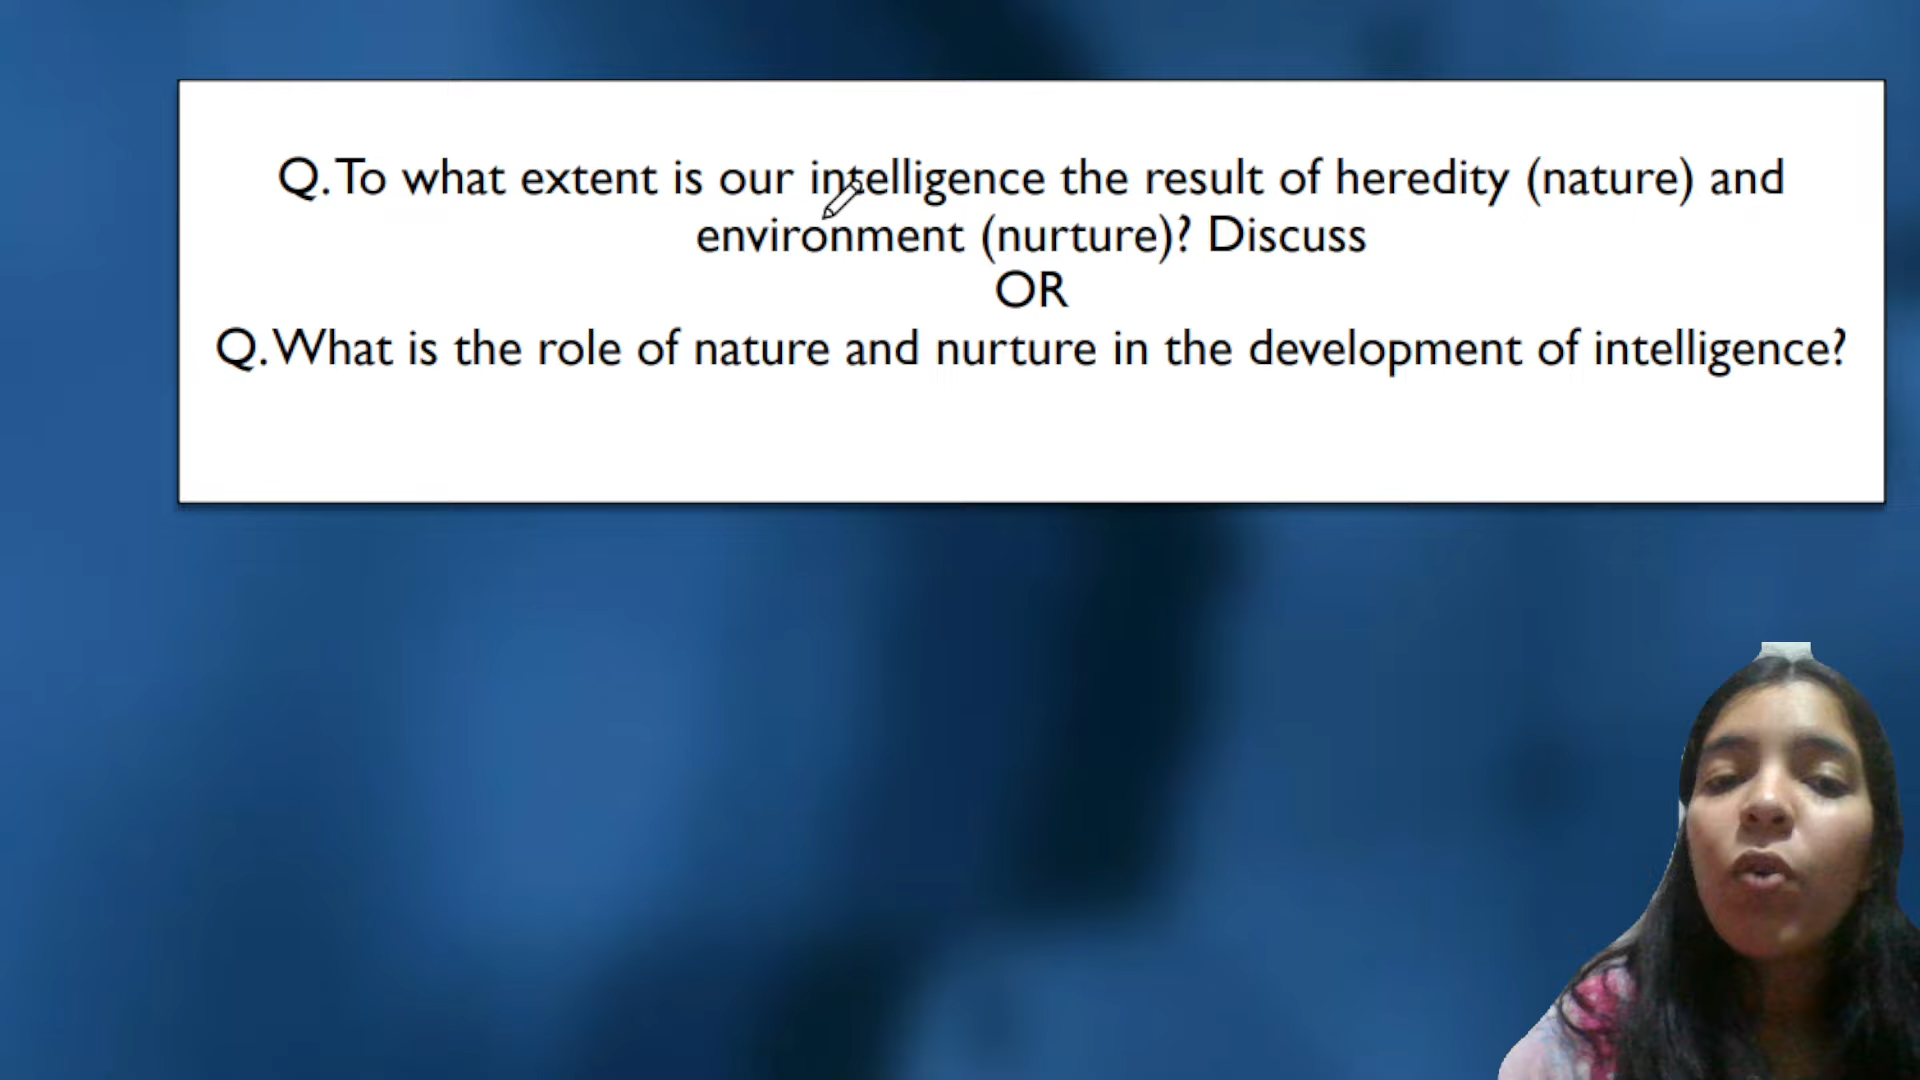 Q. To what extent is our intelligence the result of heredity (nature) and
environment (nurture)? Discuss
OR
Q. What is the role of nature and nurture in the development of intelligence?